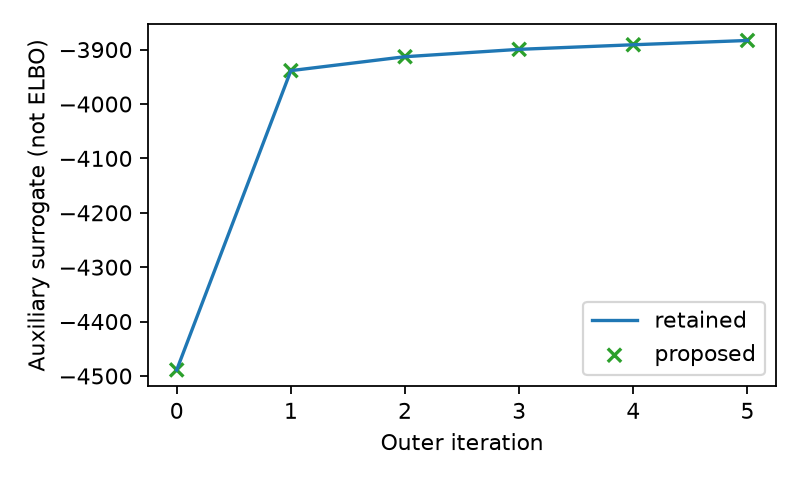 Auxiliary surrogate (not ELBO)
−3900
−4000
−4100
−4200
−4300
−4400
−4500
retained
proposed
0 1 2 3 4 5
Outer iteration